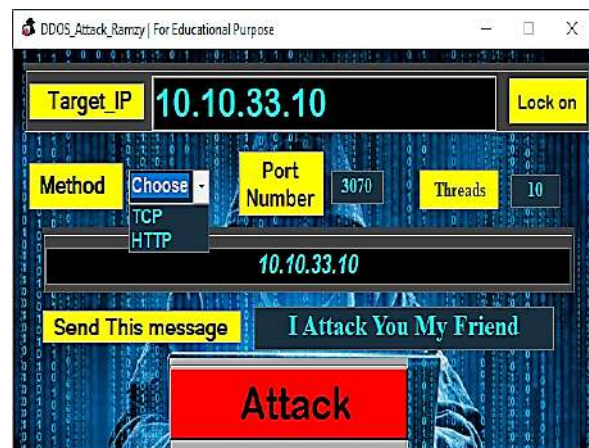 DDOS_Attack_Ramzy | For Educational Purpose
Target_IP 10.10.33.10 Lock on
Method Choose Port Number 3070 Threads 10
TCP
HTTP
10.10.33.10
Send This message I Attack You My Friend
Attack